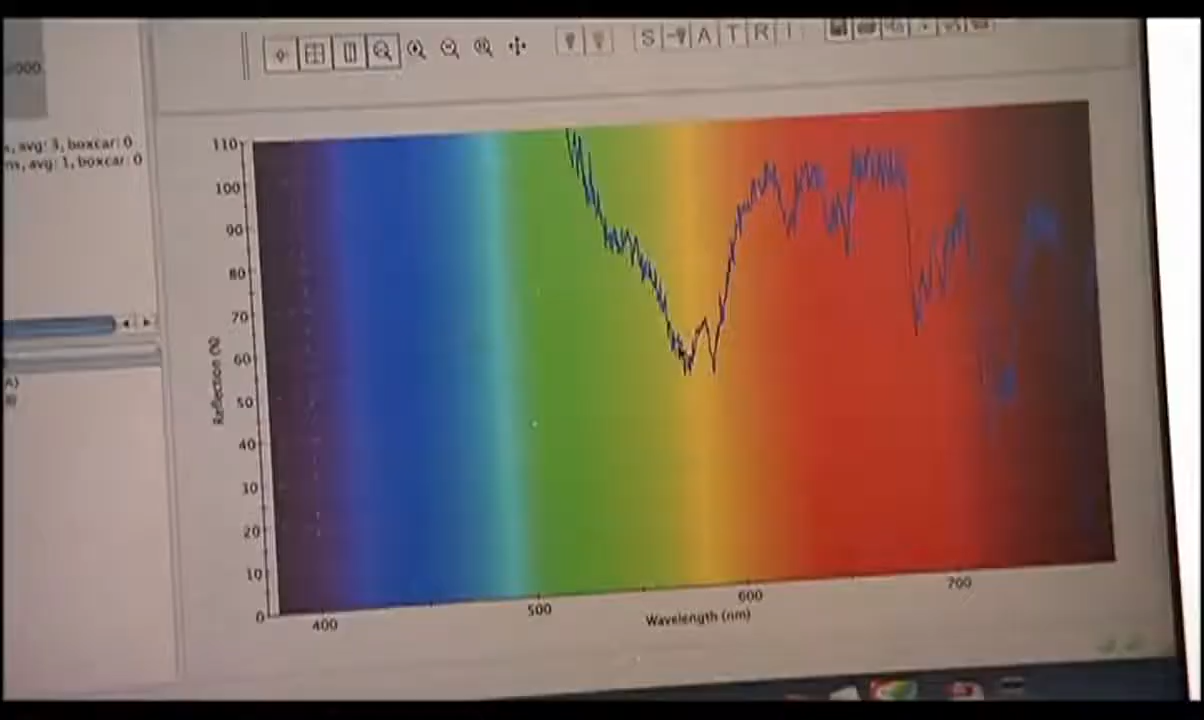 S A T R I
000
s, avg: 3, boxcar: 0
ns, avg: 1, boxcar: 0
A)
B)
Reflection (%)
110
100
90
80
70
60
50
40
30
20
10
0
400 500 600 700
Wavelength (nm)